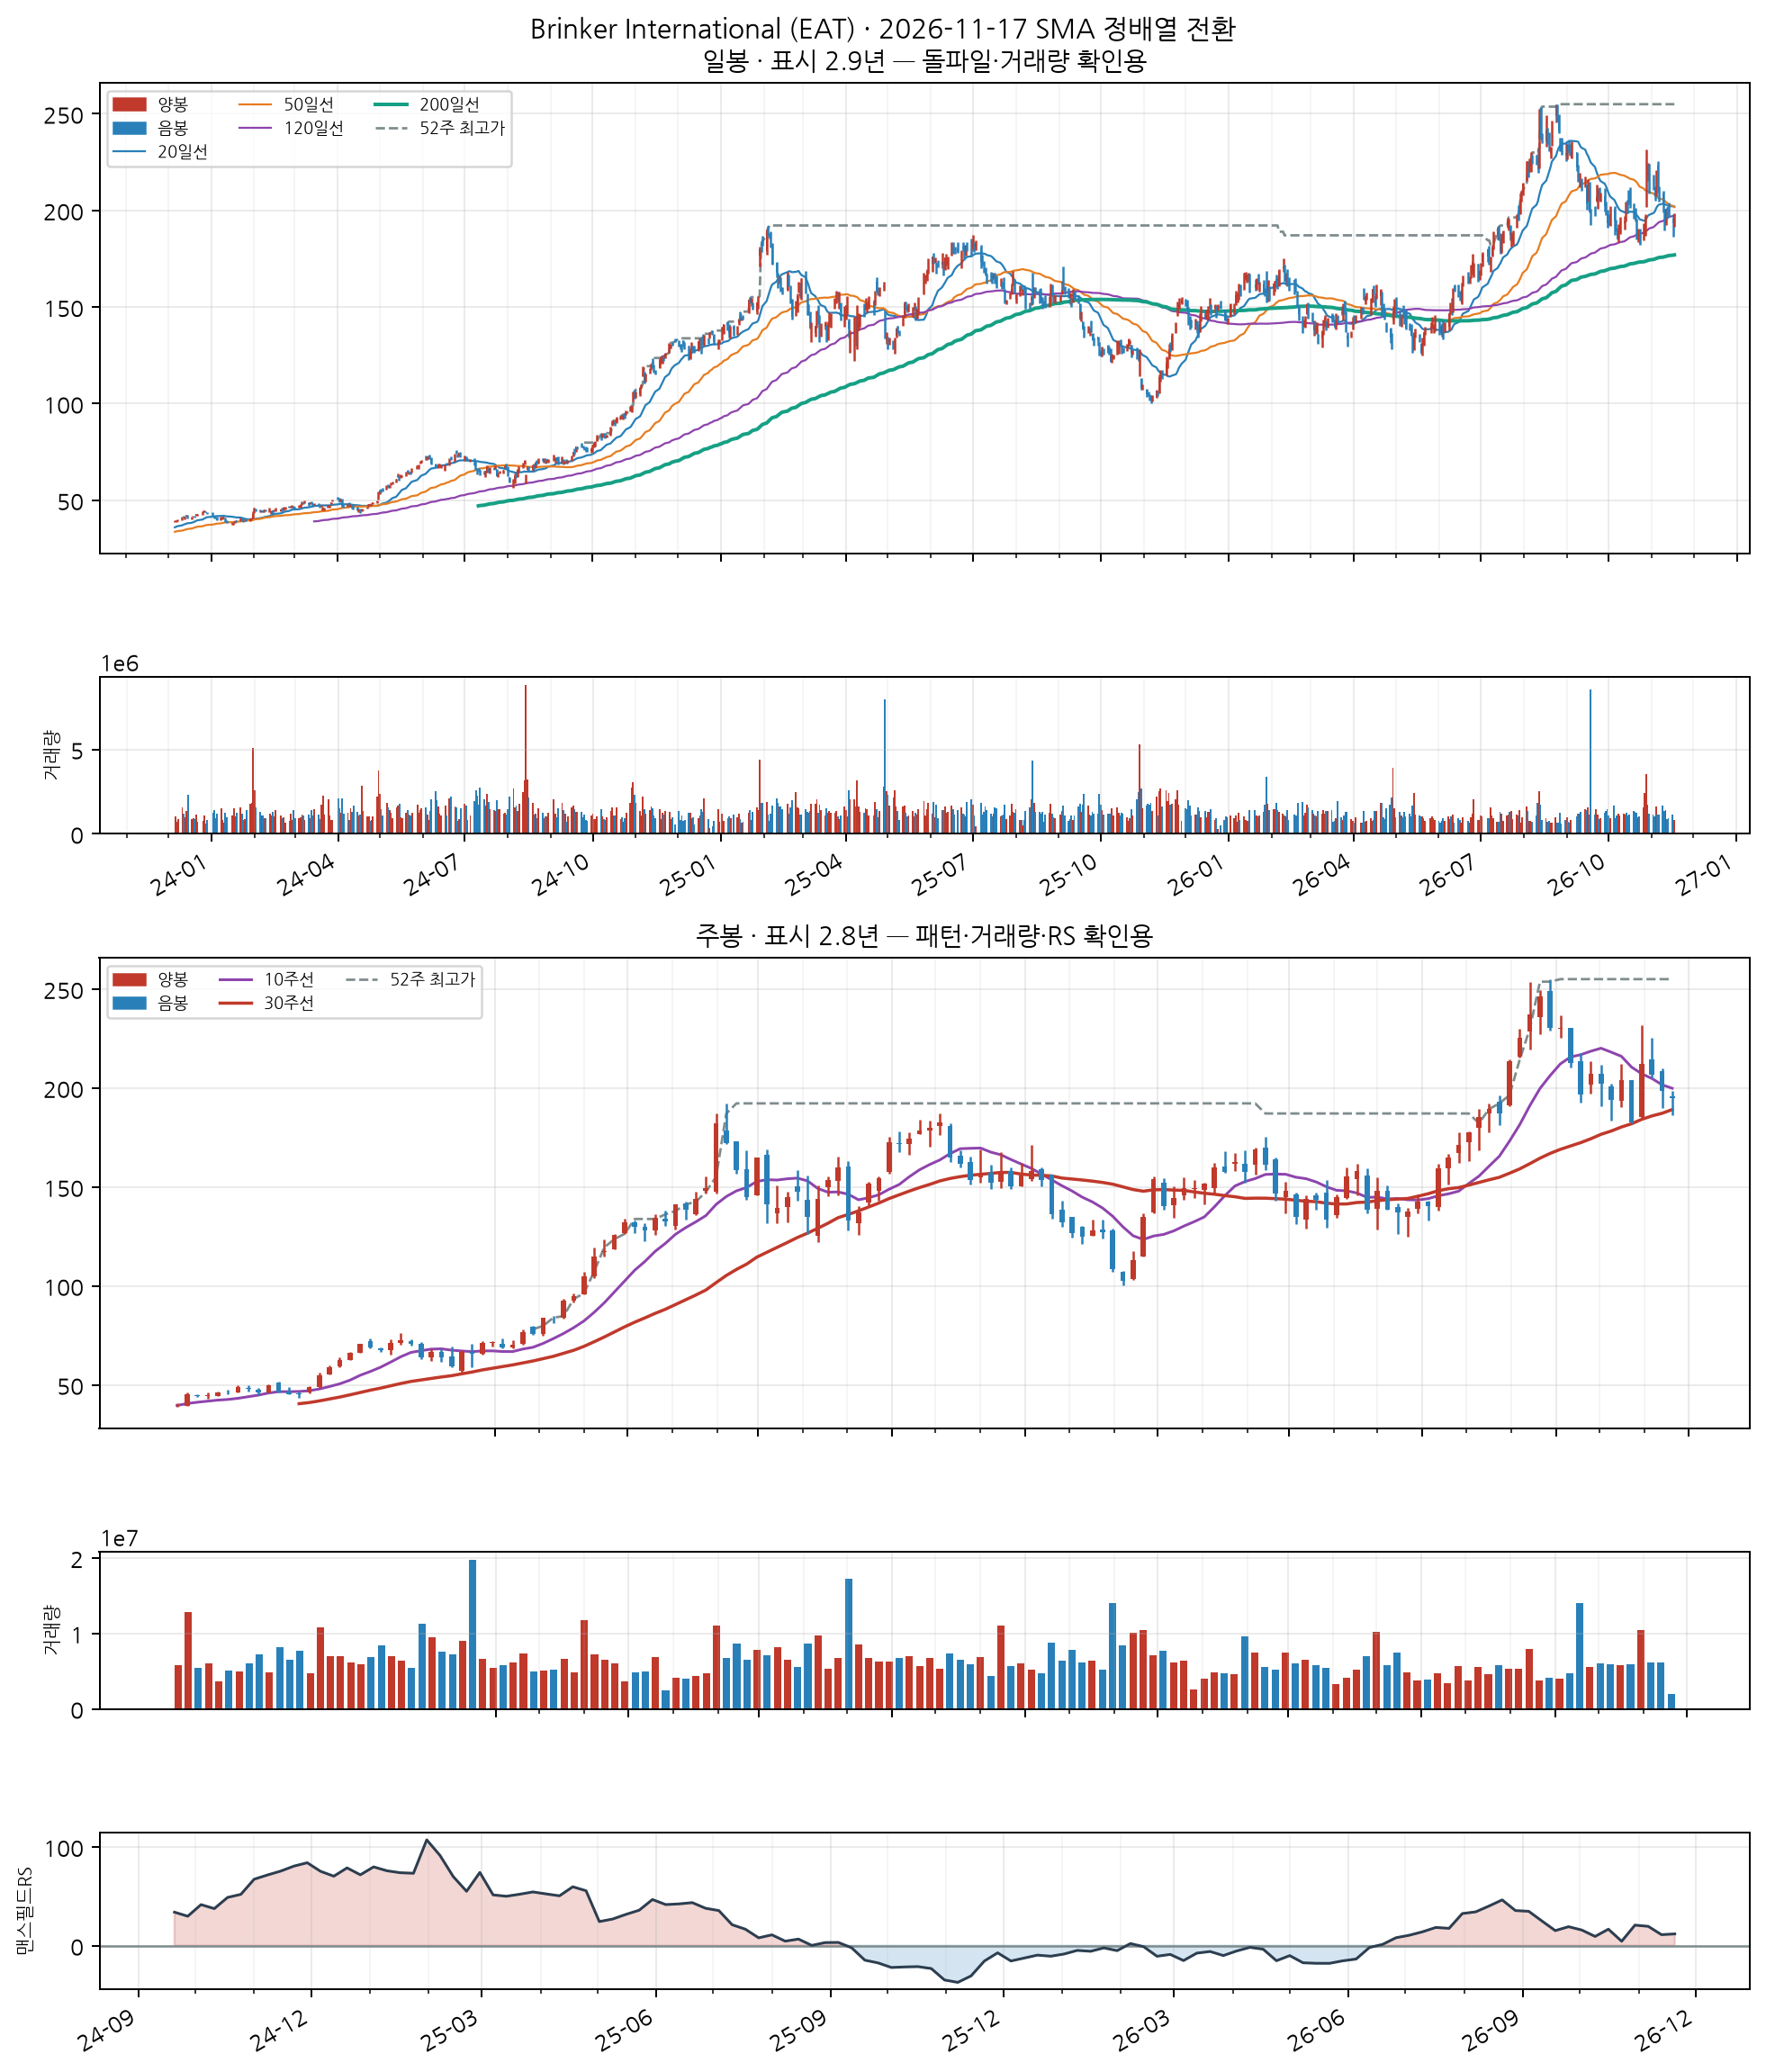 Brinker International (EAT) · 2026-11-17 SMA 정배열 전환
일봉 · 표시 2.9년 — 돌파일·거래량 확인용
양봉 50일선 200일선
음봉 120일선 52주 최고가
20일선
250
200
150
100
50
1e6
거래량
5
0
24-01 24-04 24-07 24-10 25-01 25-04 25-07 25-10 26-01 26-04 26-07 26-10 27-01
주봉 · 표시 2.8년 — 패턴·거래량·RS 확인용
양봉 10주선 52주 최고가
음봉 30주선
250
200
150
100
50
1e7
거래량
2
1
0
맨스필드RS
100
0
24-09 24-12 25-03 25-06 25-09 25-12 26-03 26-06 26-09 26-12